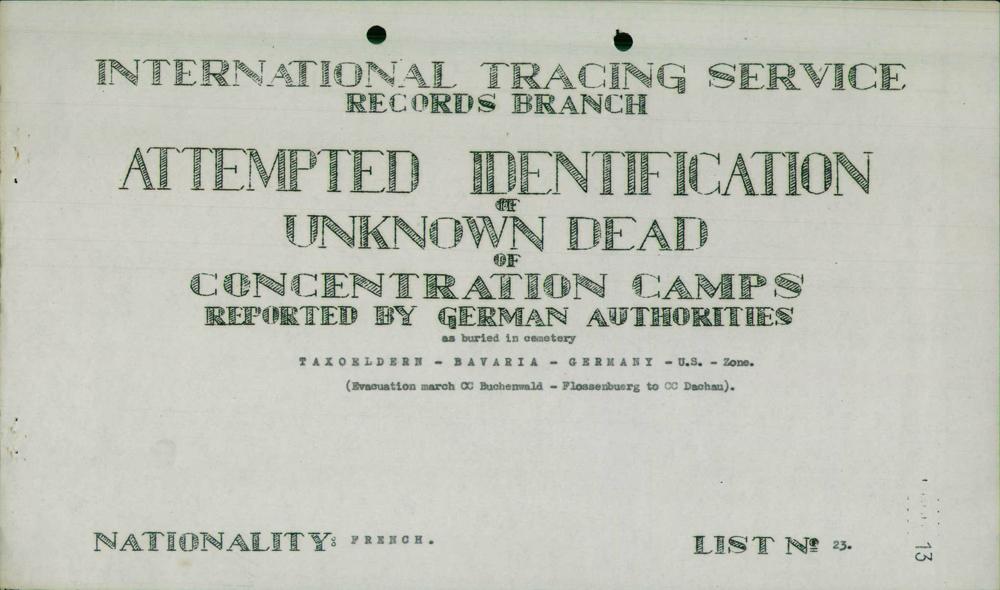 INTERNATIONAL TRACING SERVICE
RECORDS BRANCH
ATTEMPTED IDENTIFICATION
OF
UNKNOWN DEAD
OF
CONCENTRATION CAMPS
REPORTED BY GERMAN AUTHORITIES
as buried in cemetery
TAXOELDERN - BAVARIA - GERMANY - U.S. - Zone.
(Evacuation march CC Buchenwald - Flossenbuerg to CC Dachau).
NATIONALITY: FRENCH.
LIST Nº 23.
13